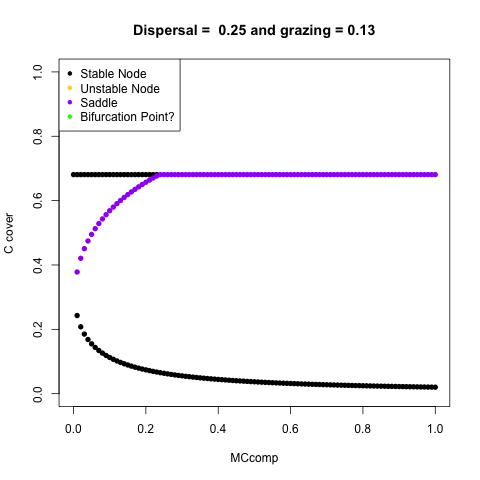 Dispersal =  0.25 and grazing = 0.13
Stable Node
Unstable Node
Saddle
Bifurcation Point?
C cover
1.0
0.8
0.6
0.4
0.2
0.0
0.0 0.2 0.4 0.6 0.8 1.0
MCcomp